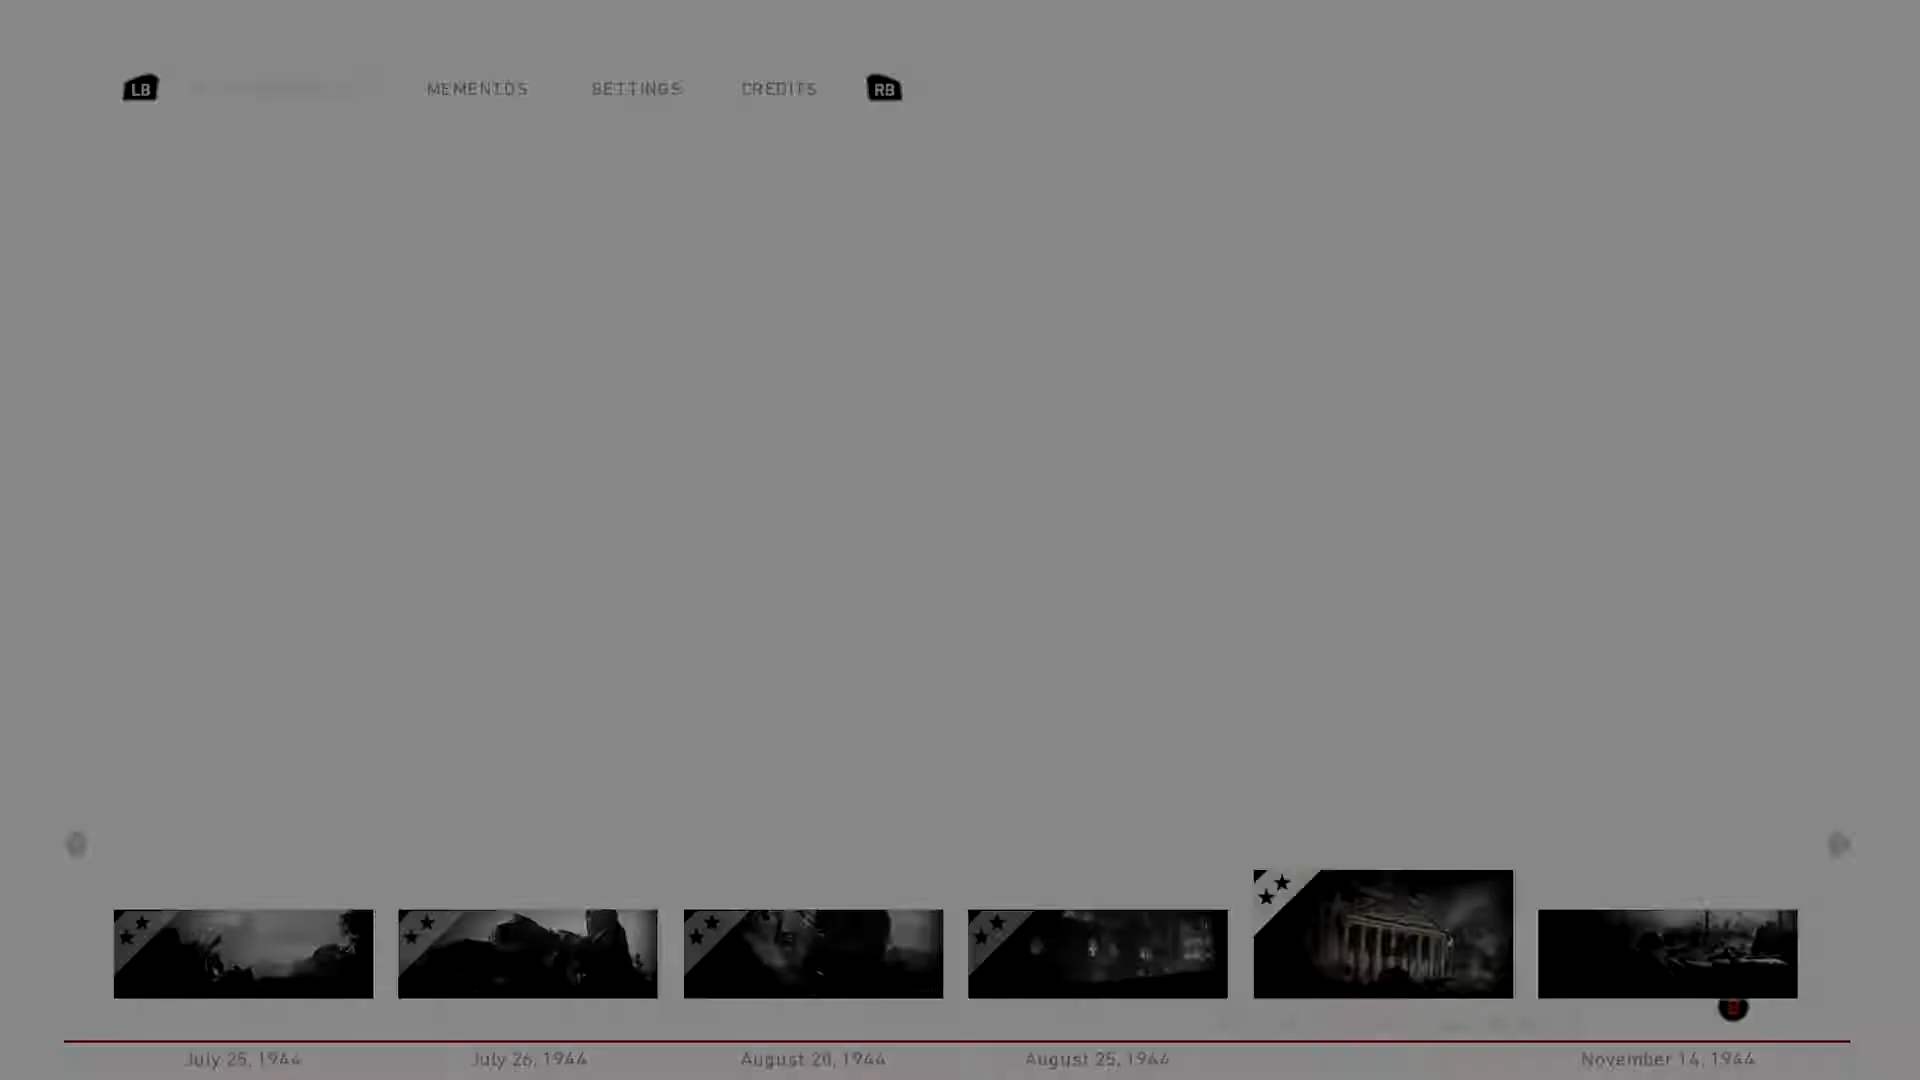 LB MEMENTOS SETTINGS CREDITS RB
July 25, 1944 July 26, 1944 August 20, 1944 August 25, 1944 November 14, 1944